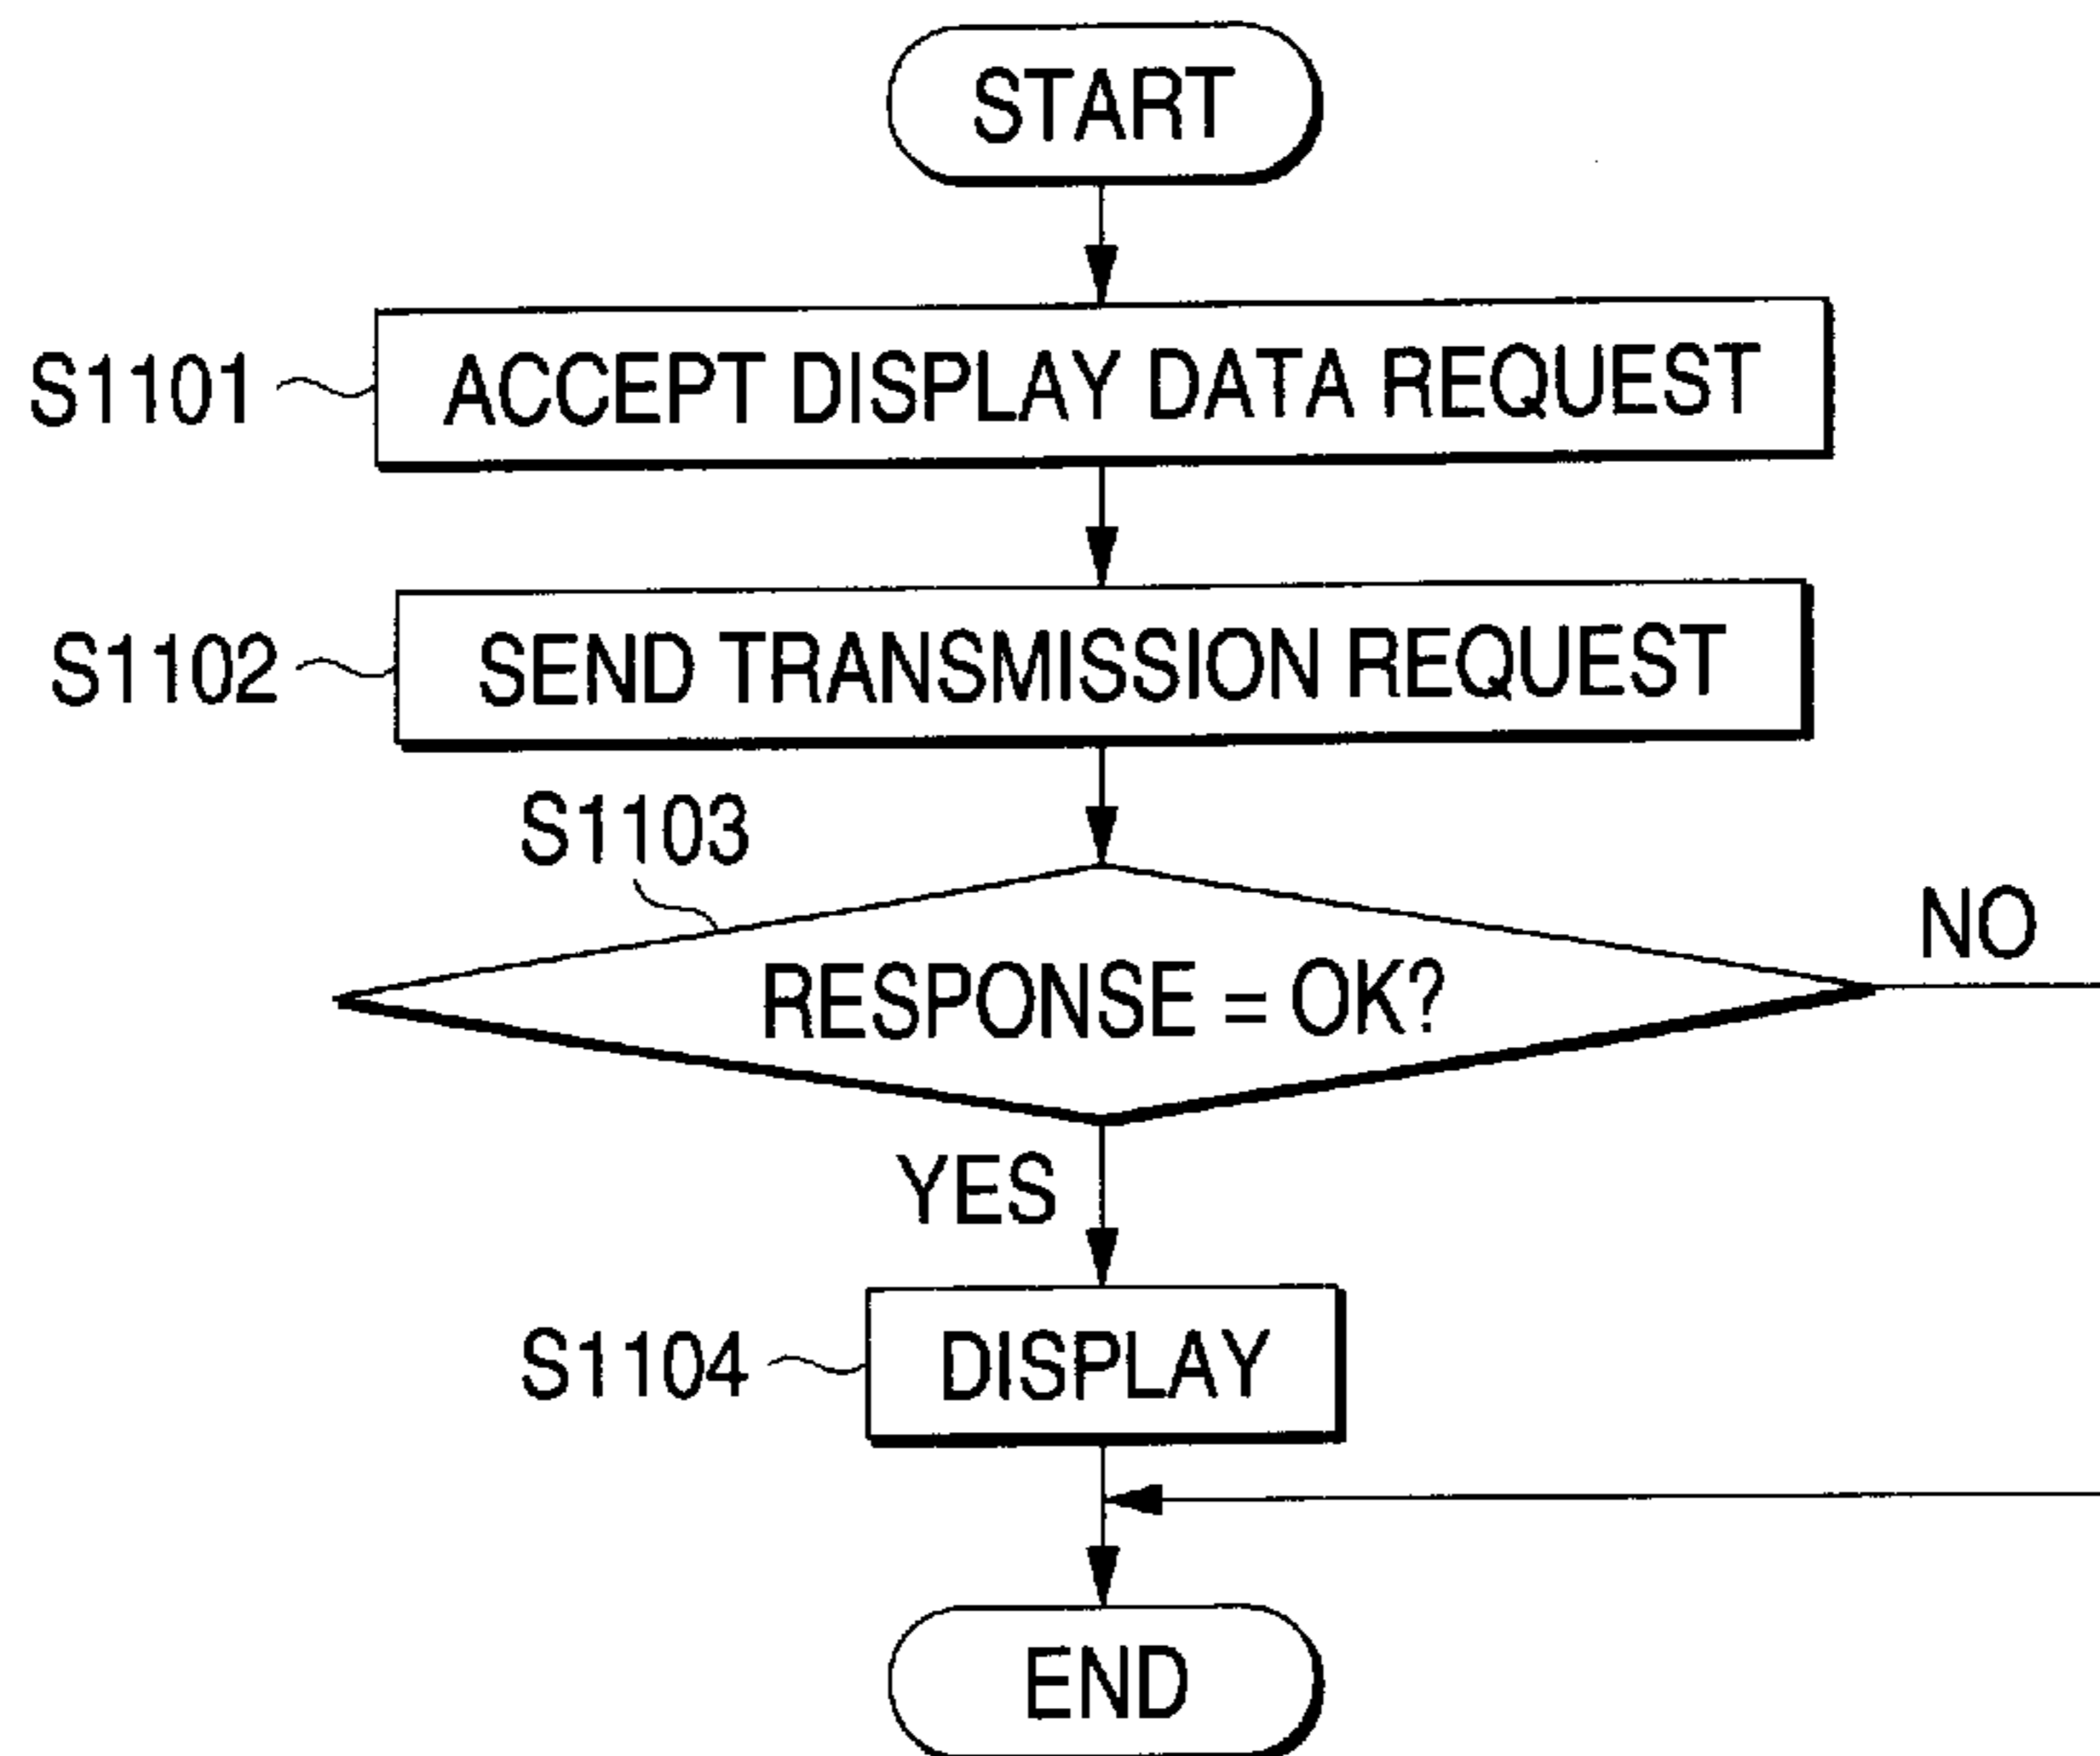 START
S1101 ACCEPT DISPLAY DATA REQUEST
S1102 SEND TRANSMISSION REQUEST
S1103
RESPONSE = OK?
NO
YES
S1104 DISPLAY
END